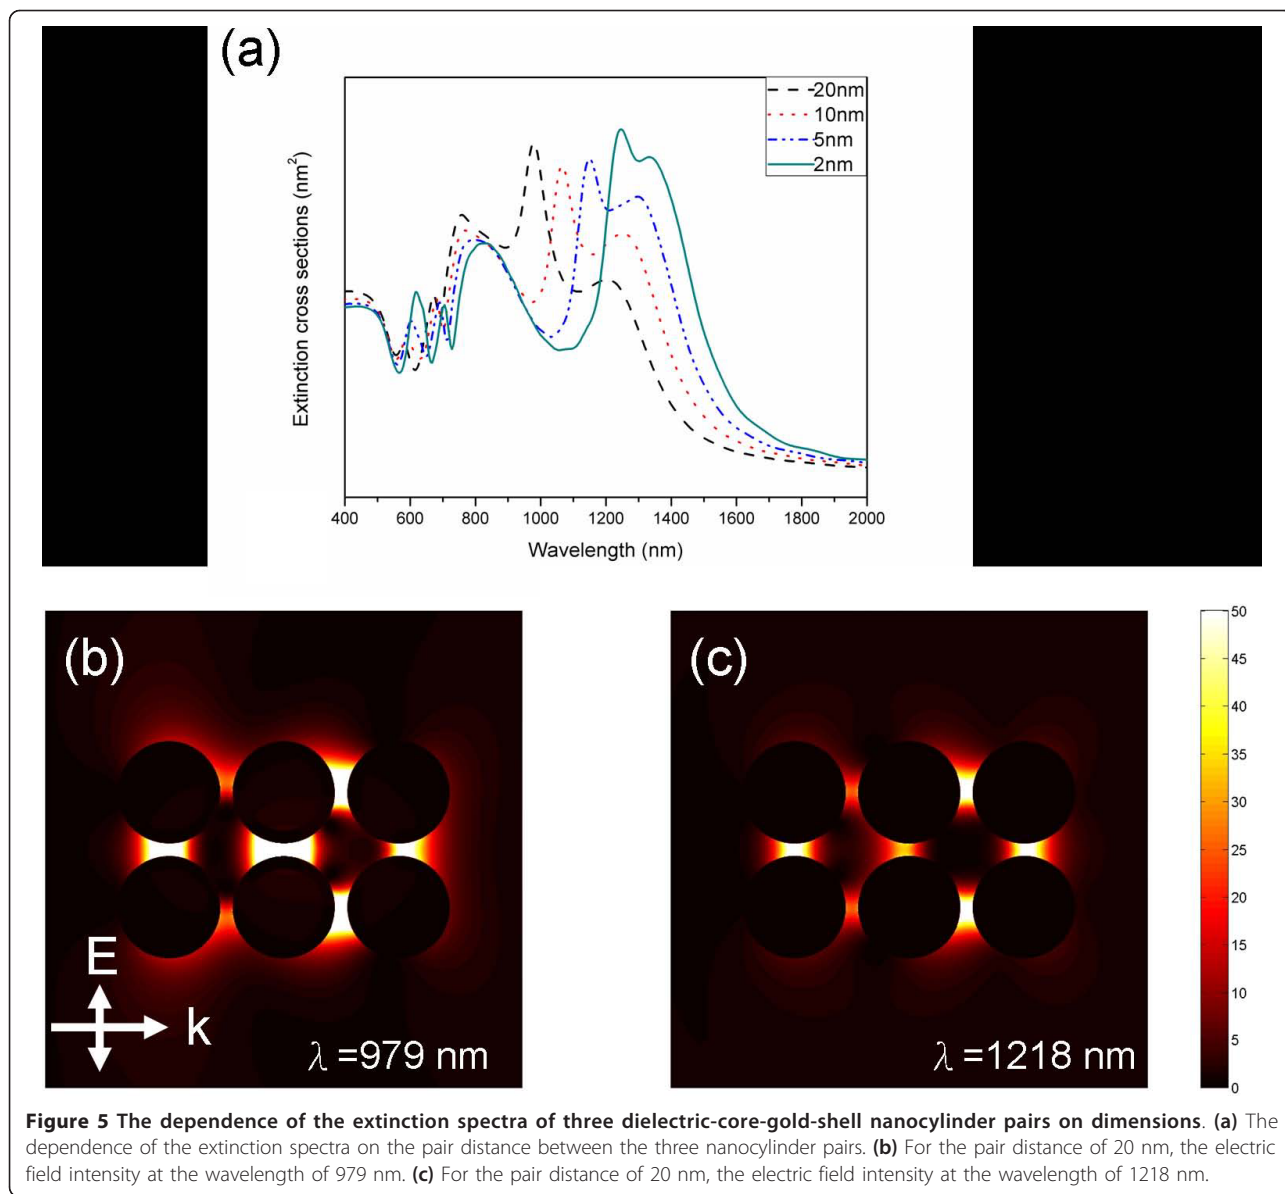 (a)
20nm
10nm
5nm
2nm
Extinction cross sections (nm²)
400 600 800 1000 1200 1400 1600 1800 2000
Wavelength (nm)
(b)
E
k
λ =979 nm
(c)
λ =1218 nm
50
45
40
35
30
25
20
15
10
5
0
Figure 5 The dependence of the extinction spectra of three dielectric-core-gold-shell nanocylinder pairs on dimensions. (a) The
dependence of the extinction spectra on the pair distance between the three nanocylinder pairs. (b) For the pair distance of 20 nm, the electric
field intensity at the wavelength of 979 nm. (c) For the pair distance of 20 nm, the electric field intensity at the wavelength of 1218 nm.